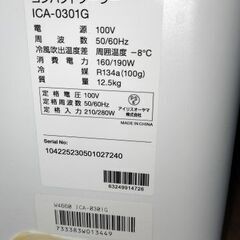 コンパクトクーラー
ICA-0301G
電源 100V
周波数 50/60Hz
冷風吹出温度差 周囲温度 -8℃
消費電力 160/190W
冷媒 R134a(100g)
質量 12.5kg
定格電圧 100V
定格周波数 50/60Hz
定格入力 210/280W
アイリスオーヤマ
MADE IN CHINA
Serial No:
104225230501027240
63249914726
W4660 ICA-0301G
733383W013449